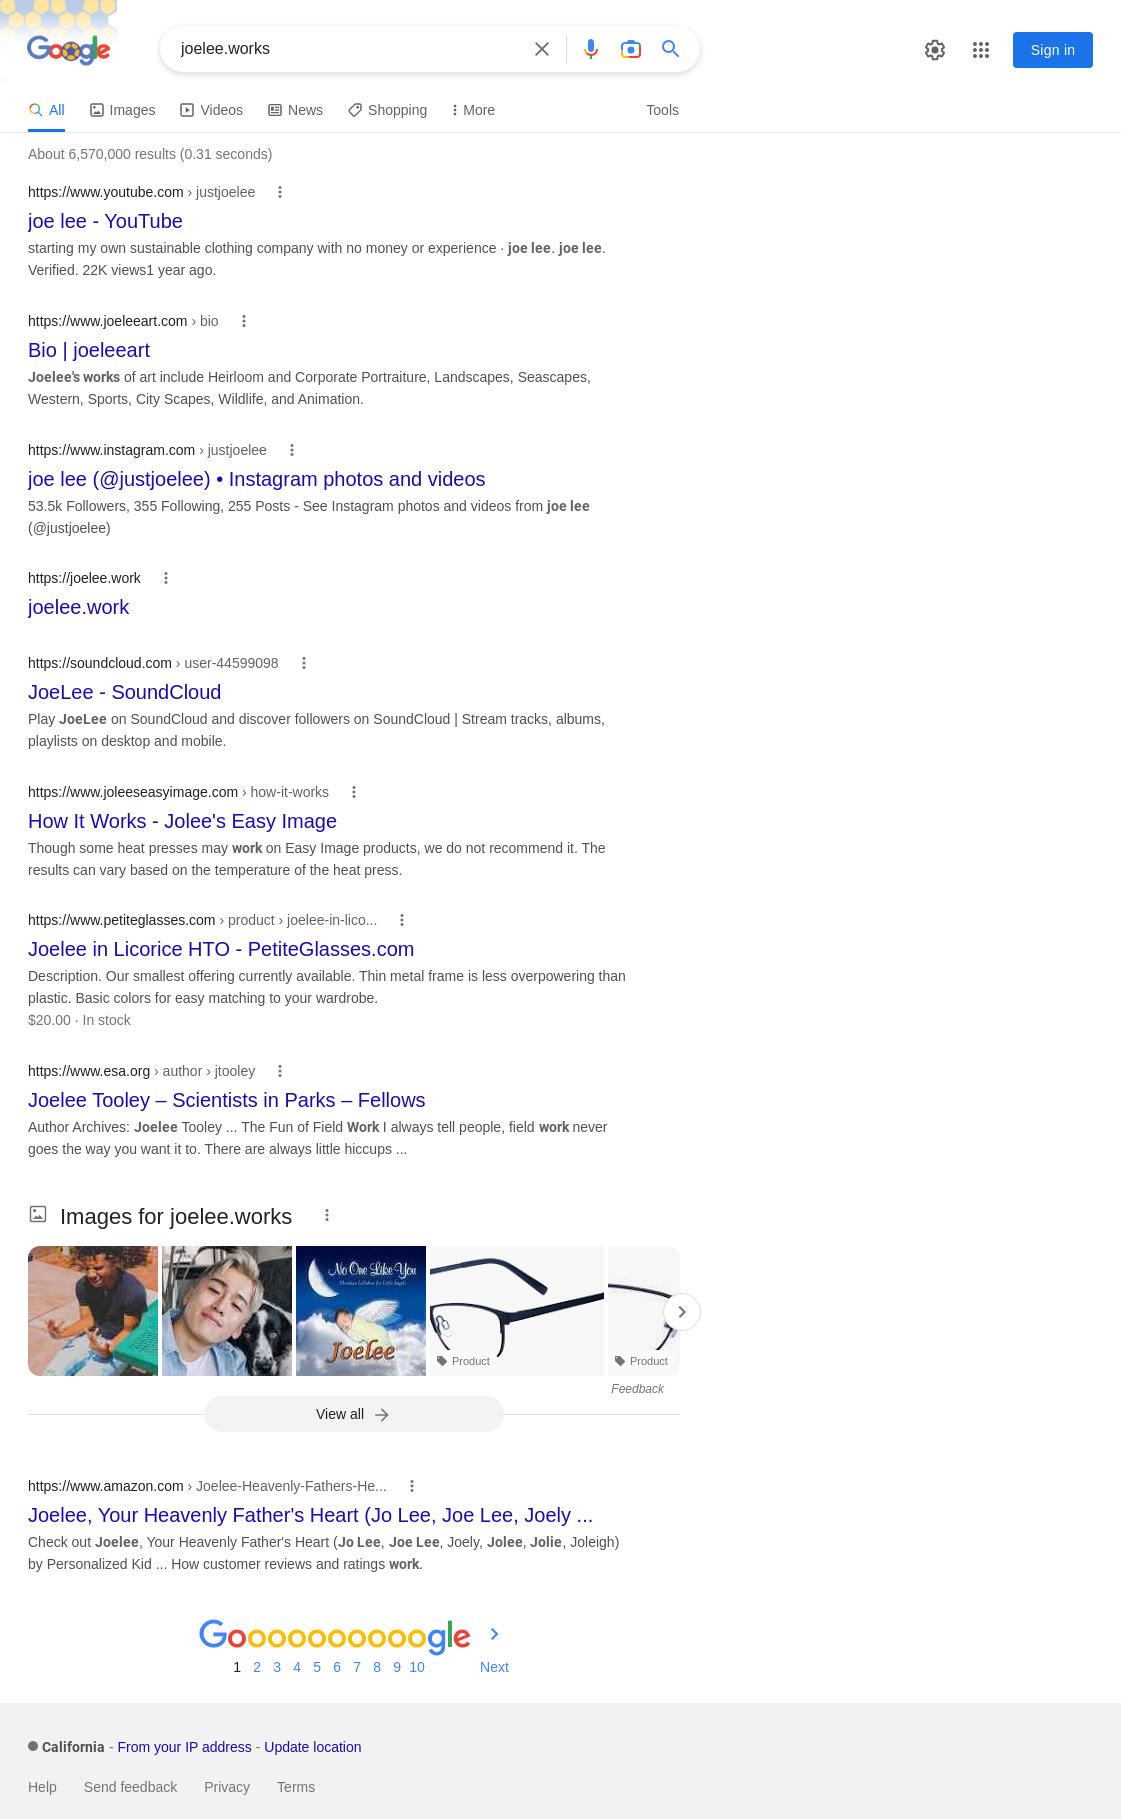 Google
joelee.works
Sign in
All Images Videos News Shopping More Tools
About 6,570,000 results (0.31 seconds)
https://www.youtube.com › justjoelee
joe lee - YouTube
starting my own sustainable clothing company with no money or experience · joe lee. joe lee.
Verified. 22K views1 year ago.
https://www.joeleeart.com › bio
Bio | joeleeart
Joelee's works of art include Heirloom and Corporate Portraiture, Landscapes, Seascapes,
Western, Sports, City Scapes, Wildlife, and Animation.
https://www.instagram.com › justjoelee
joe lee (@justjoelee) • Instagram photos and videos
53.5k Followers, 355 Following, 255 Posts - See Instagram photos and videos from joe lee
(@justjoelee)
https://joelee.work
joelee.work
https://soundcloud.com › user-44599098
JoeLee - SoundCloud
Play JoeLee on SoundCloud and discover followers on SoundCloud | Stream tracks, albums,
playlists on desktop and mobile.
https://www.joleeseasyimage.com › how-it-works
How It Works - Jolee's Easy Image
Though some heat presses may work on Easy Image products, we do not recommend it. The
results can vary based on the temperature of the heat press.
https://www.petiteglasses.com › product › joelee-in-lico...
Joelee in Licorice HTO - PetiteGlasses.com
Description. Our smallest offering currently available. Thin metal frame is less overpowering than
plastic. Basic colors for easy matching to your wardrobe.
$20.00 · In stock
https://www.esa.org › author › jtooley
Joelee Tooley – Scientists in Parks – Fellows
Author Archives: Joelee Tooley ... The Fun of Field Work I always tell people, field work never
goes the way you want it to. There are always little hiccups ...
Images for joelee.works
No One Like You
Joelee
Product
Product
Feedback
View all
https://www.amazon.com › Joelee-Heavenly-Fathers-He...
Joelee, Your Heavenly Father's Heart (Jo Lee, Joe Lee, Joely ...
Check out Joelee, Your Heavenly Father's Heart (Jo Lee, Joe Lee, Joely, Jolee, Jolie, Joleigh)
by Personalized Kid ... How customer reviews and ratings work.
Goooooooooogle
1 2 3 4 5 6 7 8 9 10 Next
California - From your IP address - Update location
Help Send feedback Privacy Terms